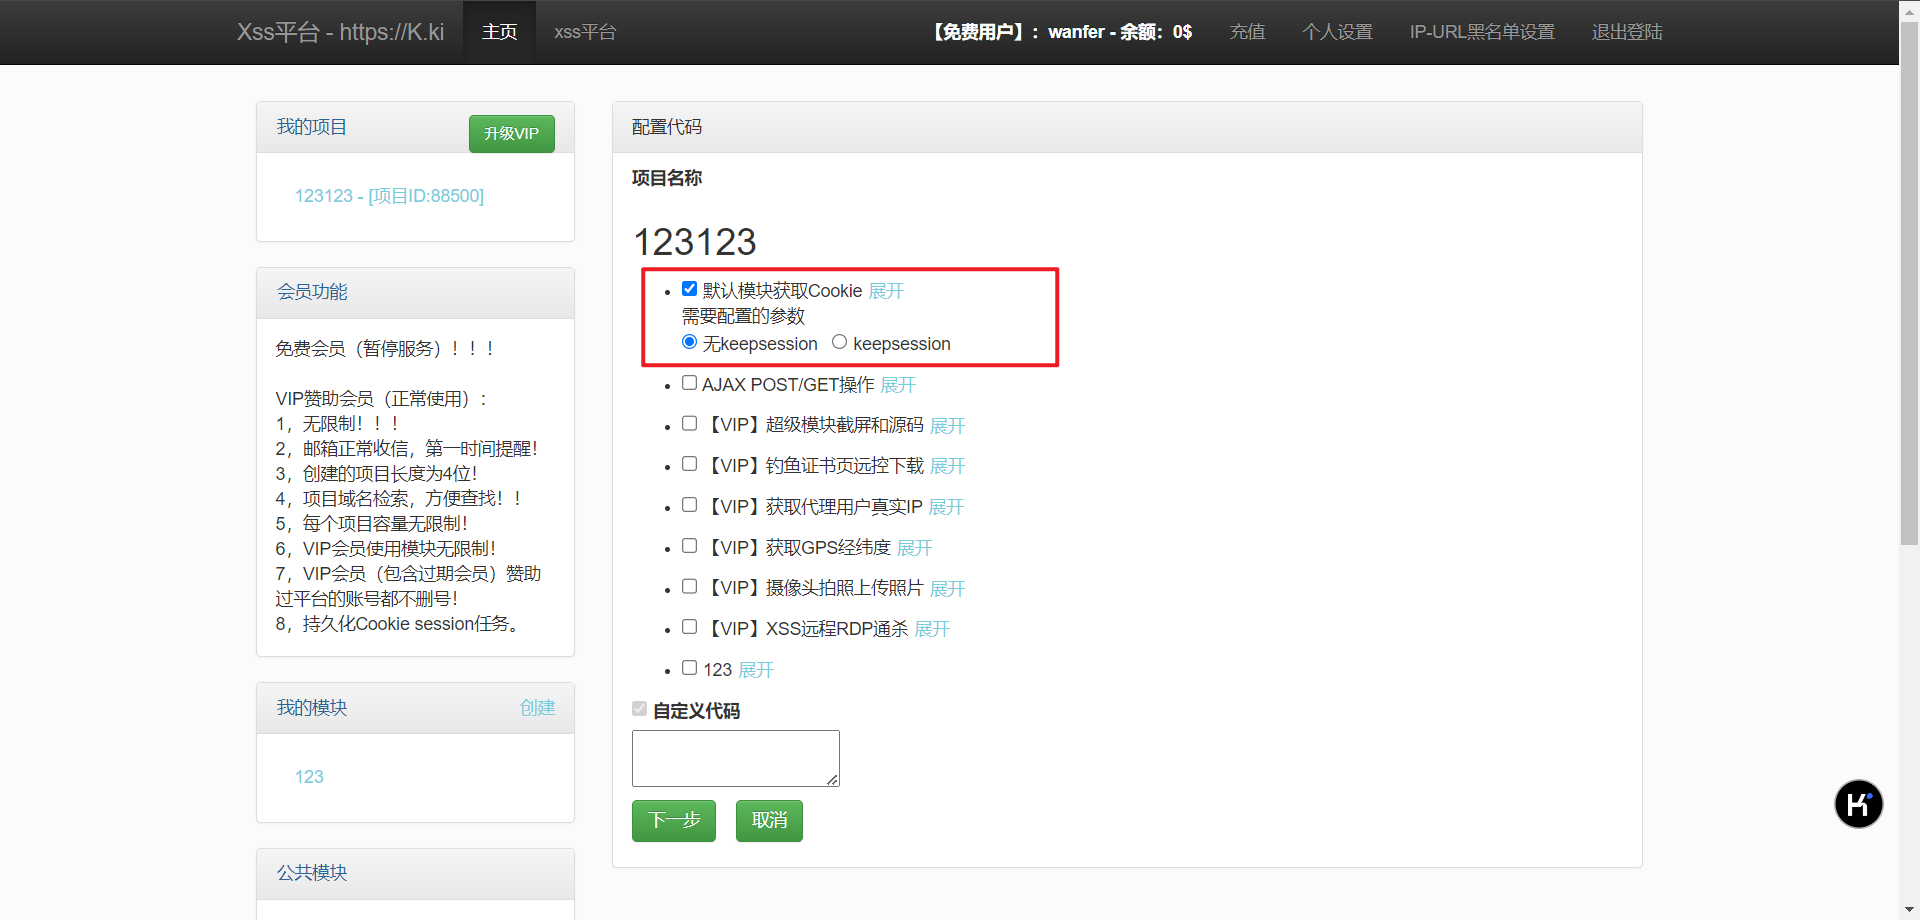 Xss平台 - https://K.ki
主页
xss平台
【免费用户】：wanfer - 余额：0$
充值
个人设置
IP-URL黑名单设置
退出登陆
我的项目
升级VIP
123123 - [项目ID:88500]
会员功能
免费会员（暂停服务）！！！
VIP赞助会员（正常使用）：
1，无限制！！！
2，邮箱正常收信，第一时间提醒！
3，创建的项目长度为4位！
4，项目域名检索，方便查找！！
5，每个项目容量无限制！
6，VIP会员使用模块无限制！
7，VIP会员（包含过期会员）赞助
过平台的账号都不删号！
8，持久化Cookie session任务。
我的模块
创建
123
公共模块
配置代码
项目名称
123123
默认模块获取Cookie 展开
需要配置的参数
无keepsession keepsession
AJAX POST/GET操作 展开
【VIP】超级模块截屏和源码 展开
【VIP】钓鱼证书页远控下载 展开
【VIP】获取代理用户真实IP 展开
【VIP】获取GPS经纬度 展开
【VIP】摄像头拍照上传照片 展开
【VIP】XSS远程RDP通杀 展开
123 展开
自定义代码
下一步
取消
K